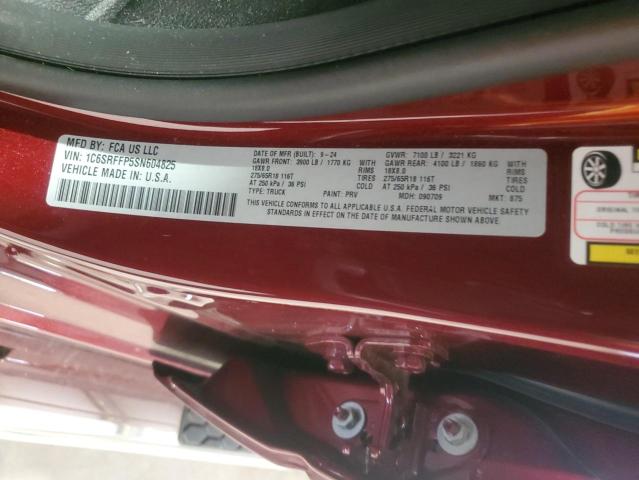 MFD BY: FCA US LLC
VIN: 1C6SRFFP5SN604825
VEHICLE MADE IN: U.S.A.
DATE OF MFR (BUILT): 9-24
GAWR FRONT: 3900 LB / 1770 KG
18X8.0
275/65R18 116T
AT 250 kPa / 36 PSI
TYPE: TRUCK
WITH
RIMS
TIRES
COLD
PAINT: PRV
GVWR: 7100 LB / 3221 KG
GAWR REAR: 4100 LB / 1860 KG
18X8.0
275/65R18 116T
AT 250 kPa / 36 PSI
MDH: 090709
WITH
RIMS
TIRES
COLD
MKT: 875
THIS VEHICLE CONFORMS TO ALL APPLICABLE U.S.A. FEDERAL MOTOR VEHICLE SAFETY
STANDARDS IN EFFECT ON THE DATE OF MANUFACTURE SHOWN ABOVE.
ORIGINAL
COLD TIRE